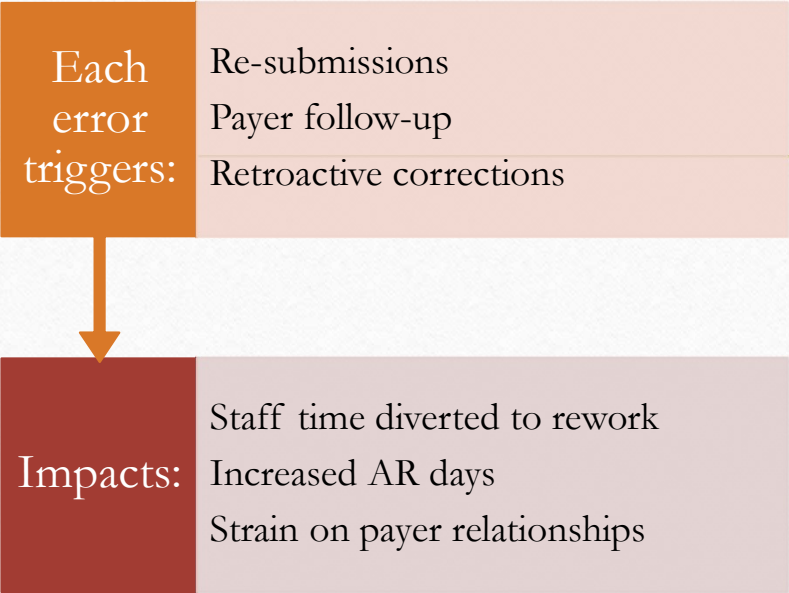 Each
error
triggers:
Re-submissions
Payer follow-up
Retroactive corrections
Impacts:
Staff time diverted to rework
Increased AR days
Strain on payer relationships